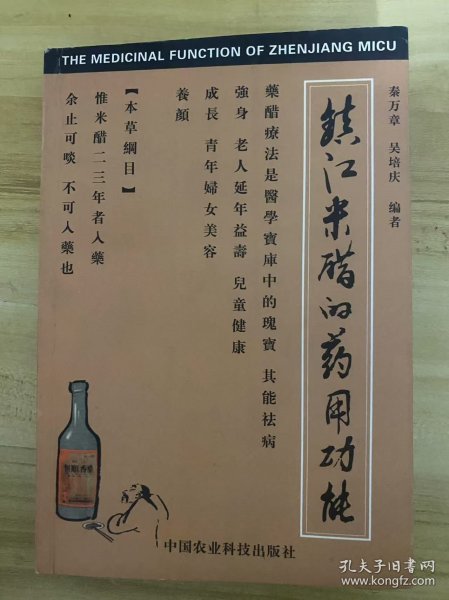 THE MEDICINAL FUNCTION OF ZHENJIANG MICU
秦万章 吴培庆 编者
鎮江米醋的药用功能
藥醋療法是醫學寶庫中的瑰寶 其能祛病
強身 老人延年益壽 兒童健康
成長 青年婦女美容
養顏
【本草綱目】
惟米醋二三年者入藥
余止可啖 不可入藥也
中国农业科技出版社
孔夫子旧书网
www.kongfz.com